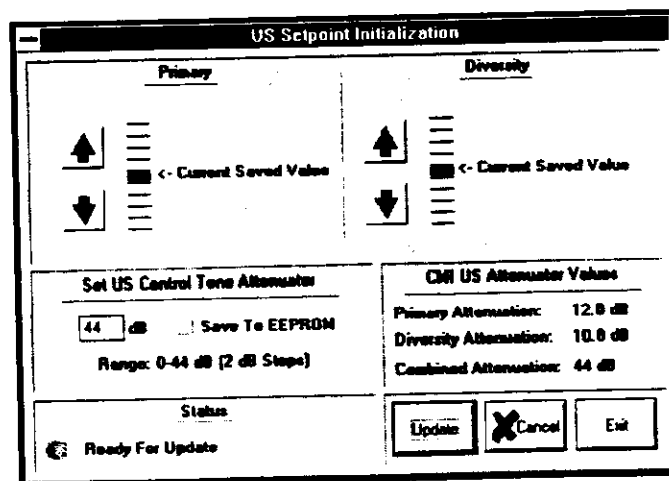 US Setpoint Initialization
Primary
Diversity
<- Current Saved Value
<- Current Saved Value
Set US Control Tone Attenuator
44 dB
Save To EEPROM
Range: 0-44 dB (2 dB Steps)
CMI US Attenuator Values
Primary Attenuation: 12.0 dB
Diversity Attenuation: 10.0 dB
Combined Attenuation: 44 dB
Status
Ready For Update
Update
Cancel
Exit